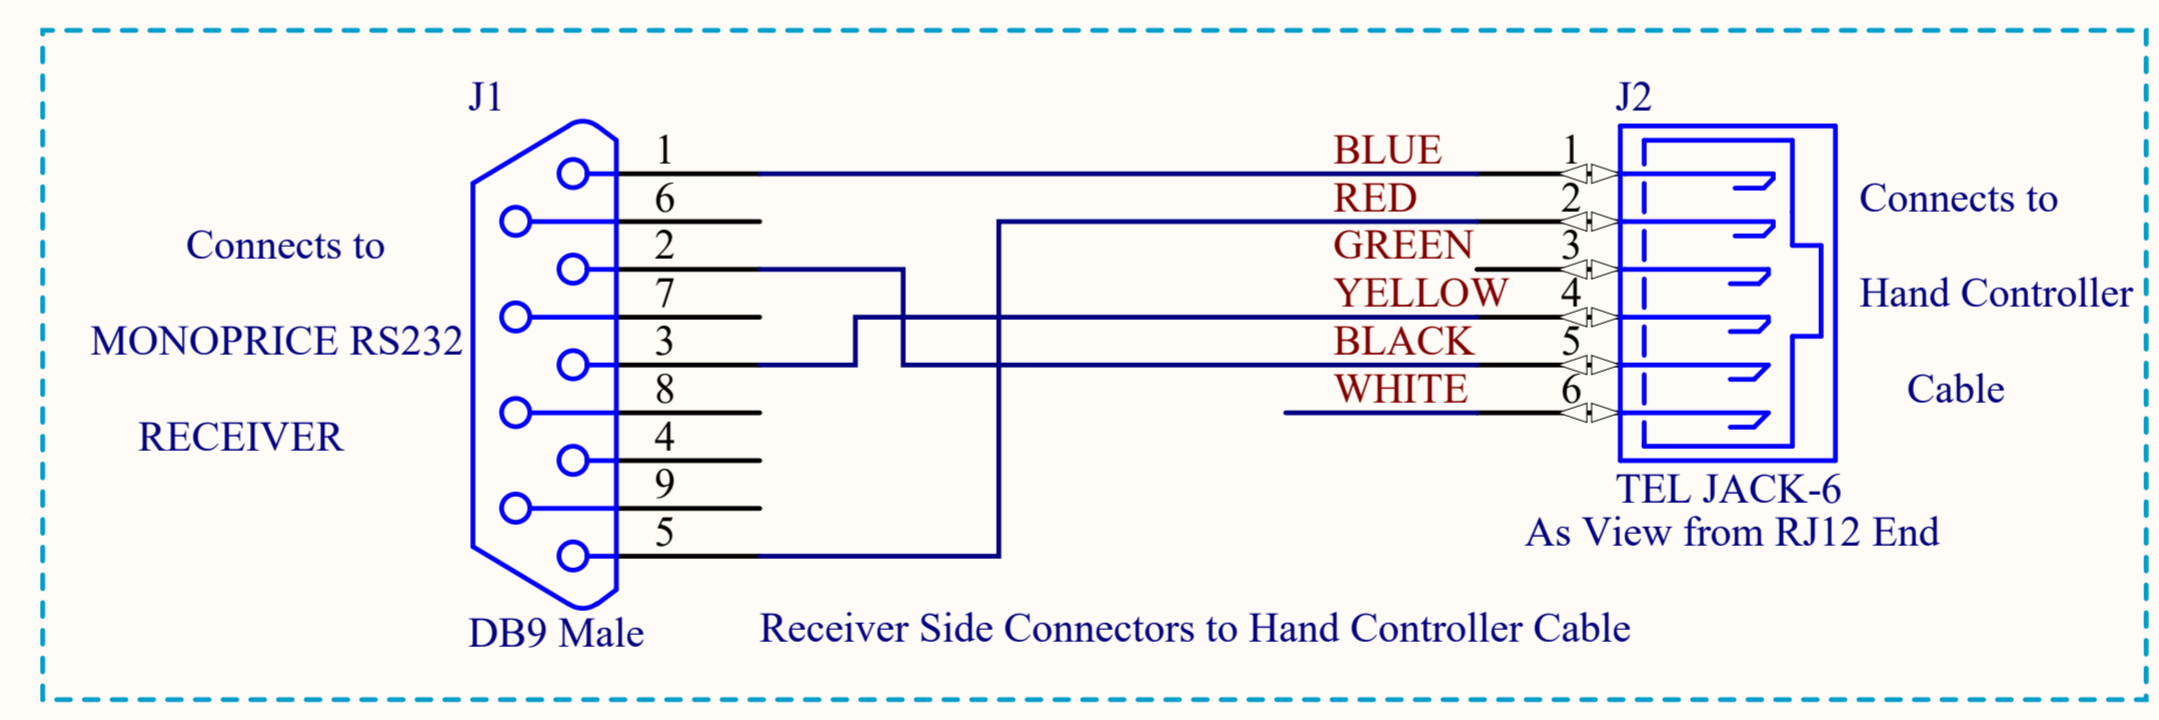 J1
1
6
2
7
3
8
4
9
5
Connects to
MONOPRICE RS232
RECEIVER
DB9 Male
BLUE
RED
GREEN
YELLOW
BLACK
WHITE
J2
1
2
3
4
5
6
Connects to
Hand Controller
Cable
TEL JACK-6
As View from RJ12 End
Receiver Side Connectors to Hand Controller Cable